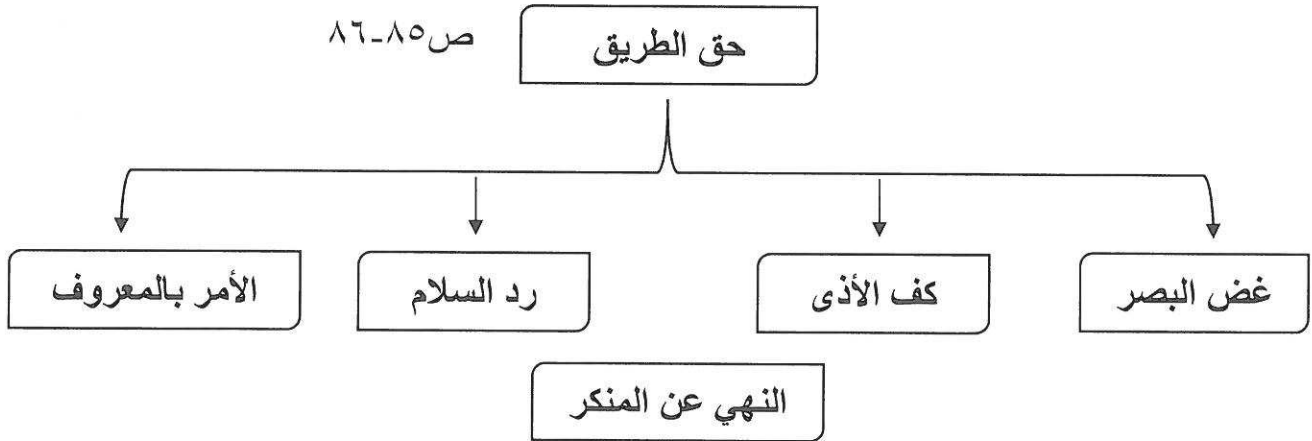 حق الطريق
ص٨٥-٨٦
غض البصر
كف الأذى
رد السلام
الأمر بالمعروف
النهي عن المنكر